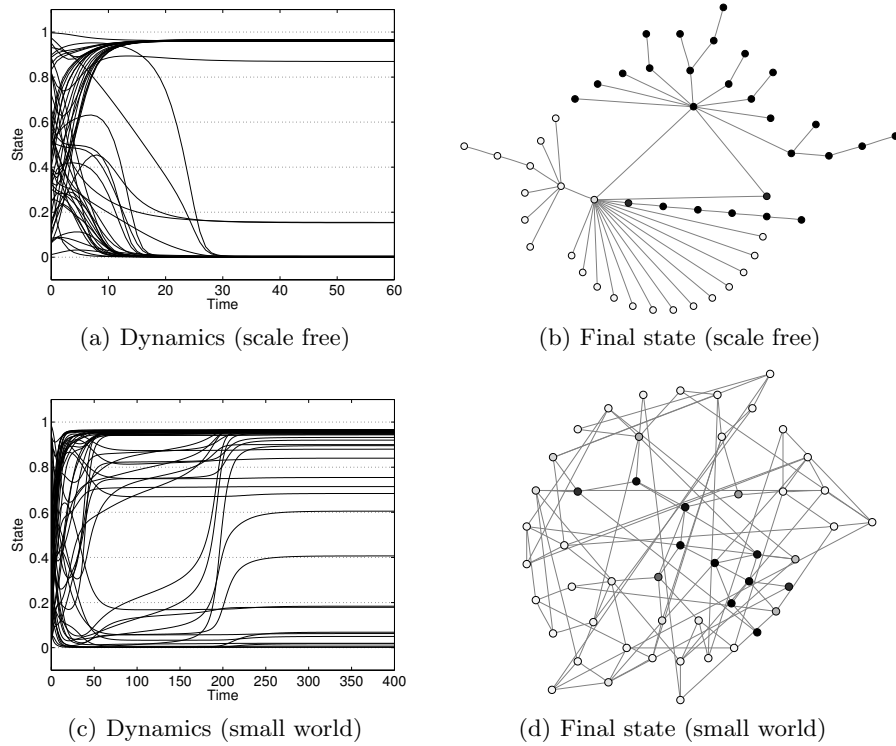 1
0.8
0.6
0.4
0.2
0
State
0 10 20 30 40 50 60
Time
(a) Dynamics (scale free)
(b) Final state (scale free)
1
0.8
0.6
0.4
0.2
0
State
0 50 100 150 200 250 300 350 400
Time
(c) Dynamics (small world)
(d) Final state (small world)